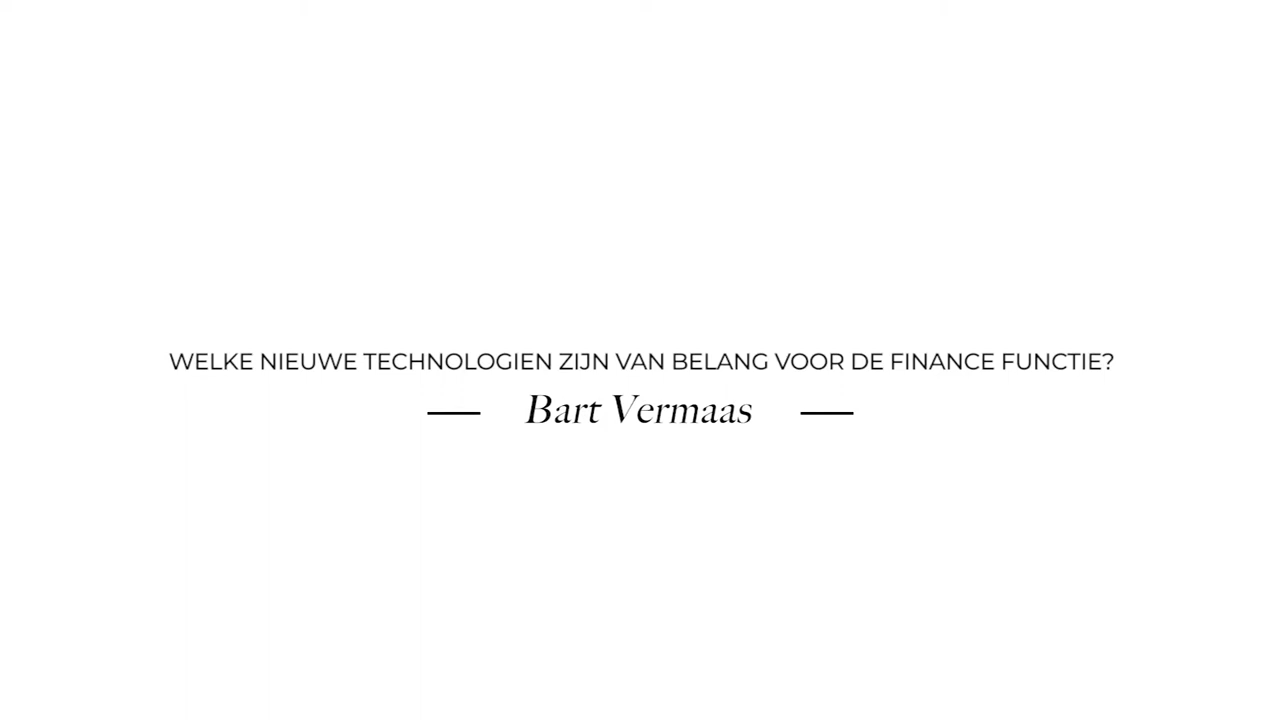 WELKE NIEUWE TECHNOLOGIEN ZIJN VAN BELANG VOOR DE FINANCE FUNCTIE?
Bart Vermaas